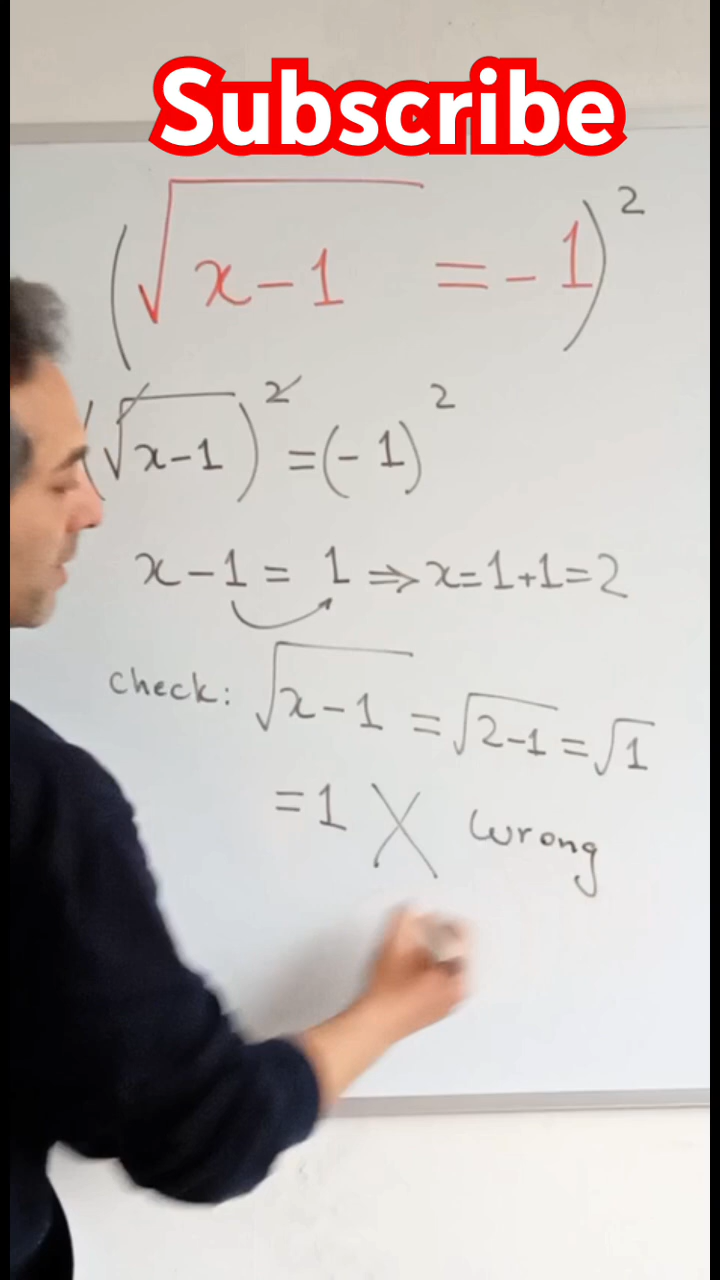 Subscribe
(√(x-1) = -1)²
(√(x-1))² = (-1)²
x-1 = 1 ⇒ x=1+1=2
check: √(x-1) = √(2-1) = √1
=1 X wrong